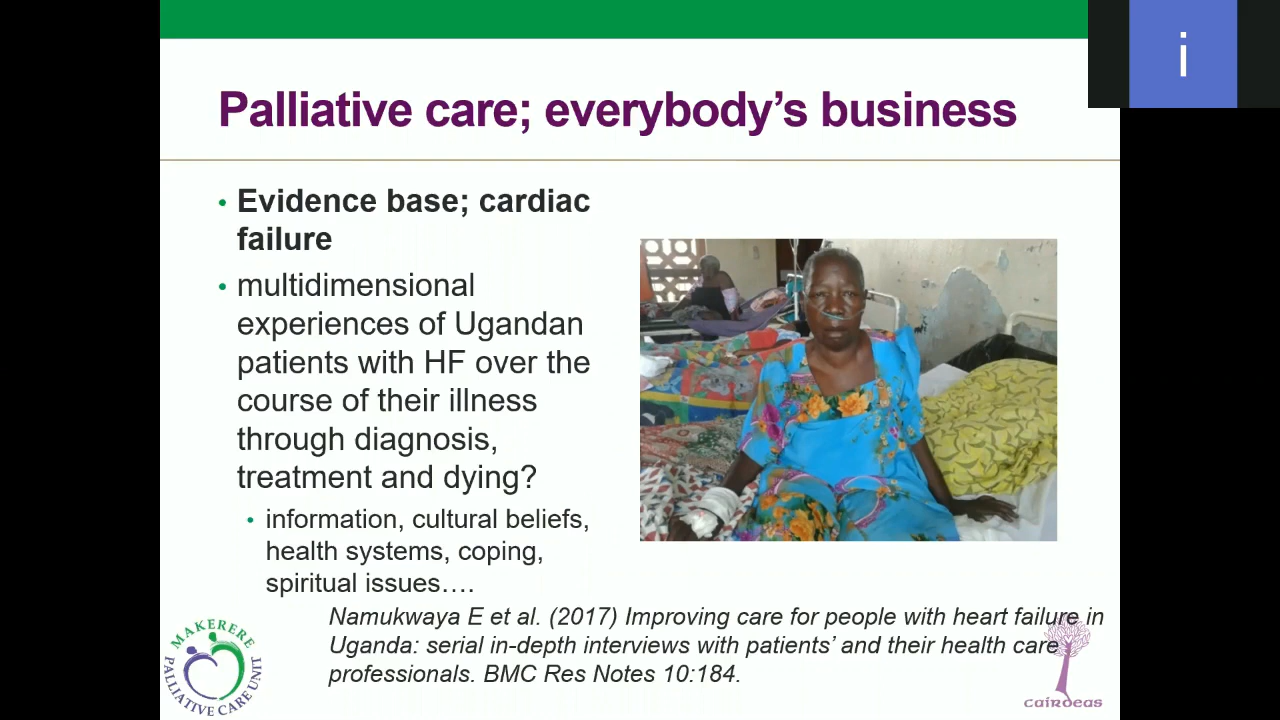 i
Palliative care; everybody’s business
• Evidence base; cardiac
failure
• multidimensional
experiences of Ugandan
patients with HF over the
course of their illness
through diagnosis,
treatment and dying?
• information, cultural beliefs,
health systems, coping,
spiritual issues….
Namukwaya E et al. (2017) Improving care for people with heart failure in
Uganda: serial in-depth interviews with patients’ and their health care
professionals. BMC Res Notes 10:184.
MAKERERE
PALLIATIVE CARE UNIT
cairdeas